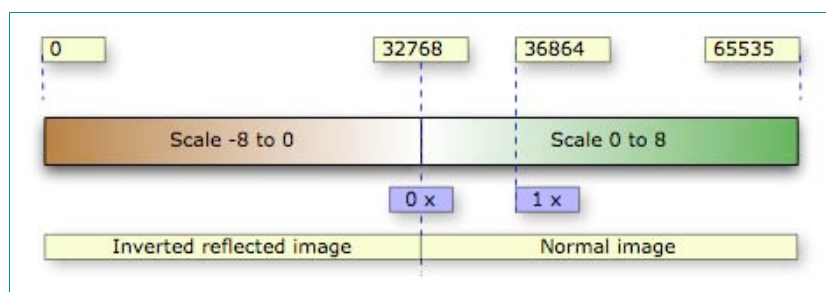 0 32768 36864 65535
Scale -8 to 0 Scale 0 to 8
0 x 1 x
Inverted reflected image Normal image